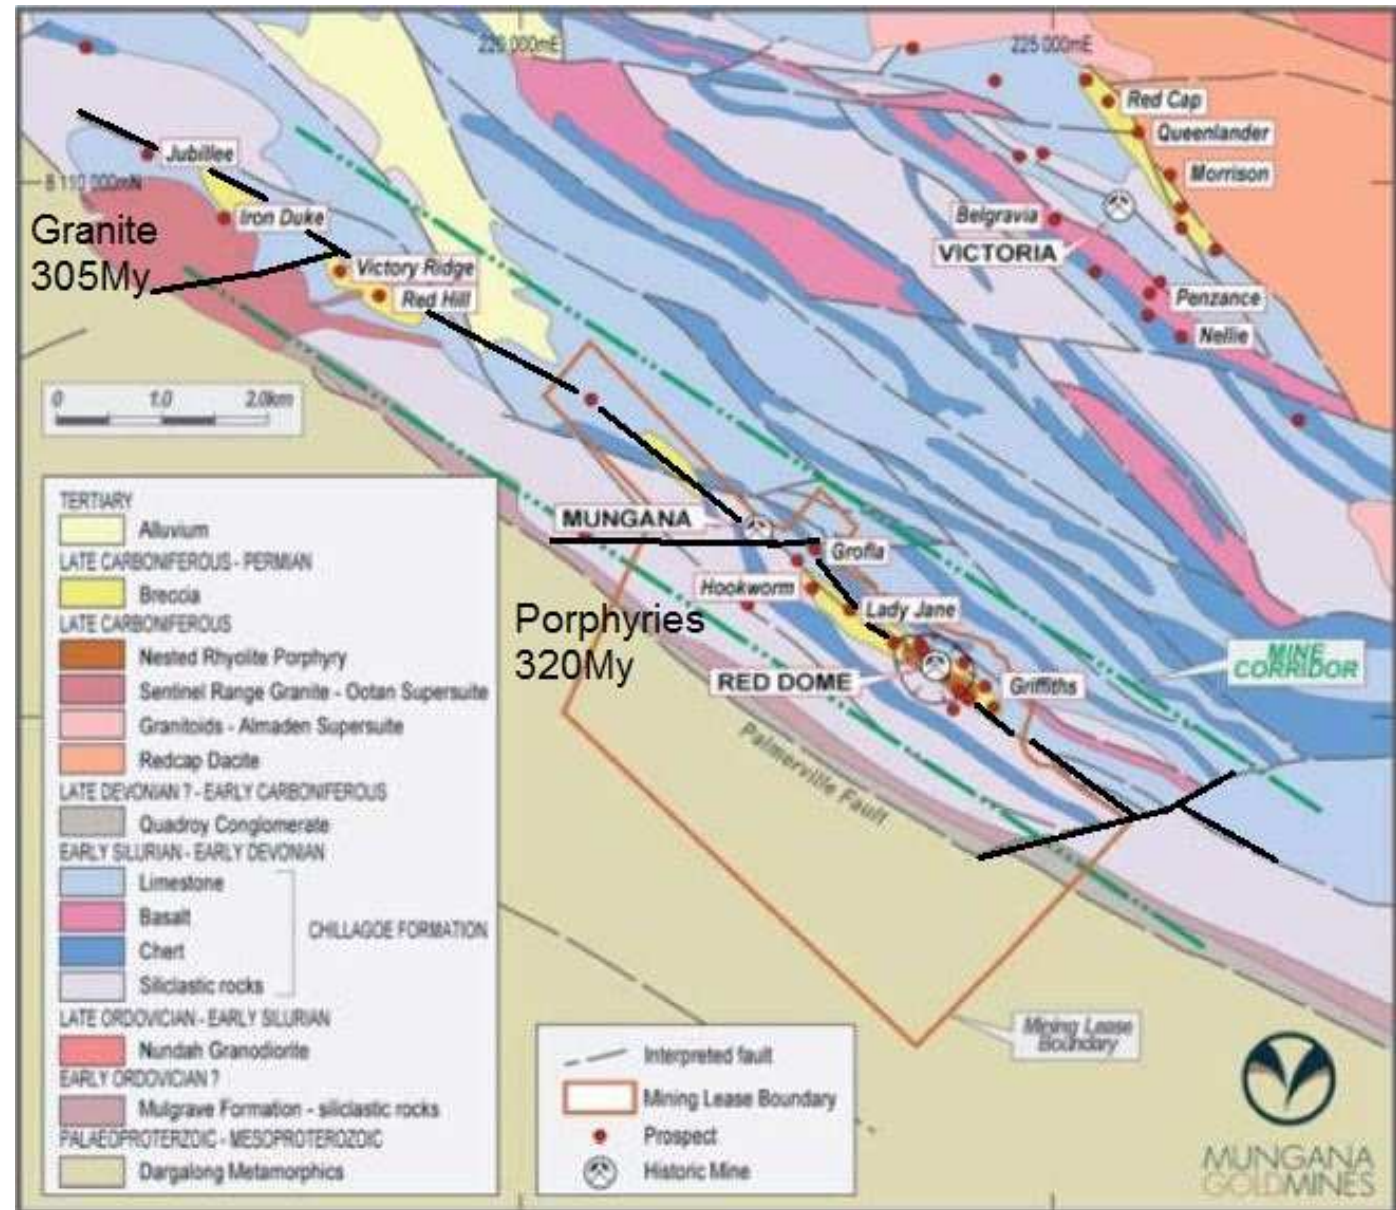 220 000mE
225 000mE
Red Cap
Queenlander
Jubillee
Morrison
8 110 000mN
Iron Duke
Belgravia
Granite
305My
VICTORIA
Victory Ridge
Red Hill
Penzance
Nellie
0 1.0 2.0km
MUNGANA
Grofla
Hookworm
Lady Jane
Porphyries
320My
MINE
CORRIDOR
RED DOME
Griffiths
Palmerville Fault
TERTIARY
Alluvium
LATE CARBONIFEROUS - PERMIAN
Breccia
LATE CARBONIFEROUS
Nested Rhyolite Porphyry
Sentinel Range Granite - Ootan Supersuite
Granitoids - Almaden Supersuite
Redcap Dacite
LATE DEVONIAN ? - EARLY CARBONIFEROUS
Quadroy Conglomerate
EARLY SILURIAN - EARLY DEVONIAN
Limestone
Basalt
CHILLAGOE FORMATION
Chert
Siliclastic rocks
LATE ORDOVICIAN - EARLY SILURIAN
Nundah Granodiorite
EARLY ORDOVICIAN ?
Mulgrave Formation - siliclastic rocks
PALAEOPROTERZOIC - MESOPROTEROZOIC
Dargalong Metamorphics
Interpreted fault
Mining Lease Boundary
Prospect
Historic Mine
Mining Lease
Boundary
MUNGANA
GOLDMINES